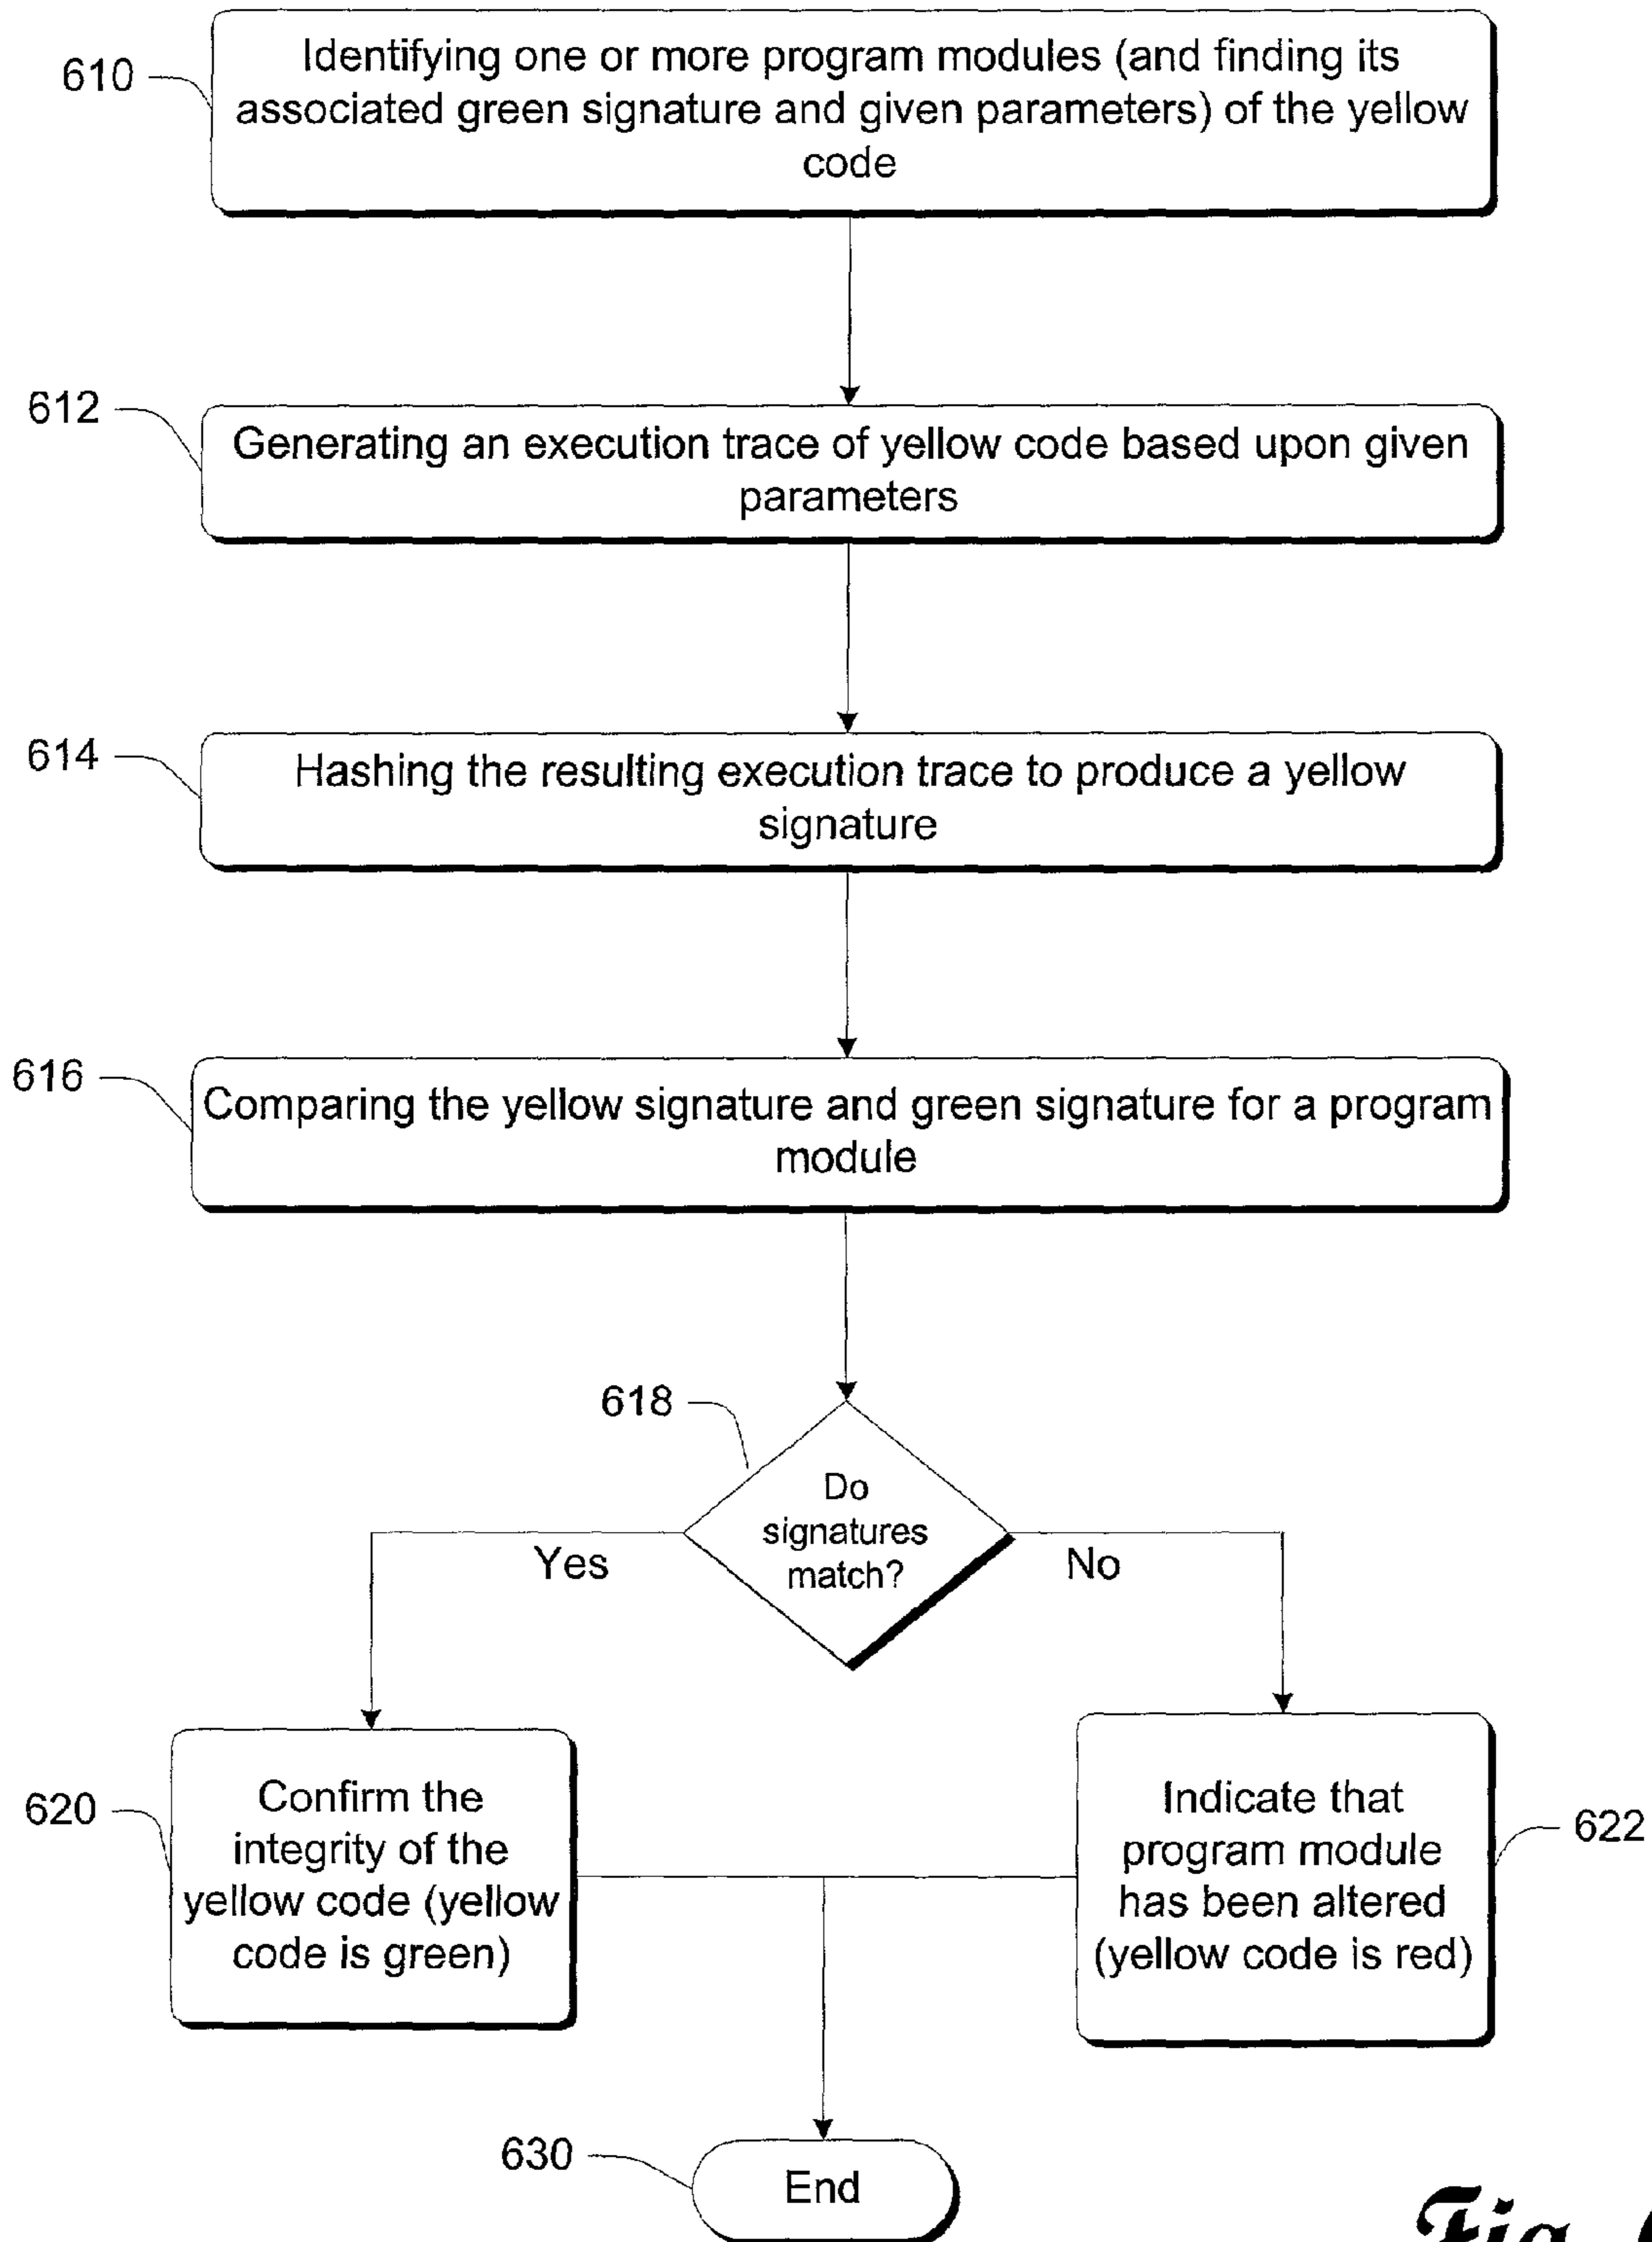 610
Identifying one or more program modules (and finding its
associated green signature and given parameters) of the yellow
code
612
Generating an execution trace of yellow code based upon given
parameters
614
Hashing the resulting execution trace to produce a yellow
signature
616
Comparing the yellow signature and green signature for a program
module
618
Do
signatures
match?
Yes
No
620
Confirm the
integrity of the
yellow code (yellow
code is green)
Indicate that
program module
has been altered
(yellow code is red)
622
630
End
Fig.